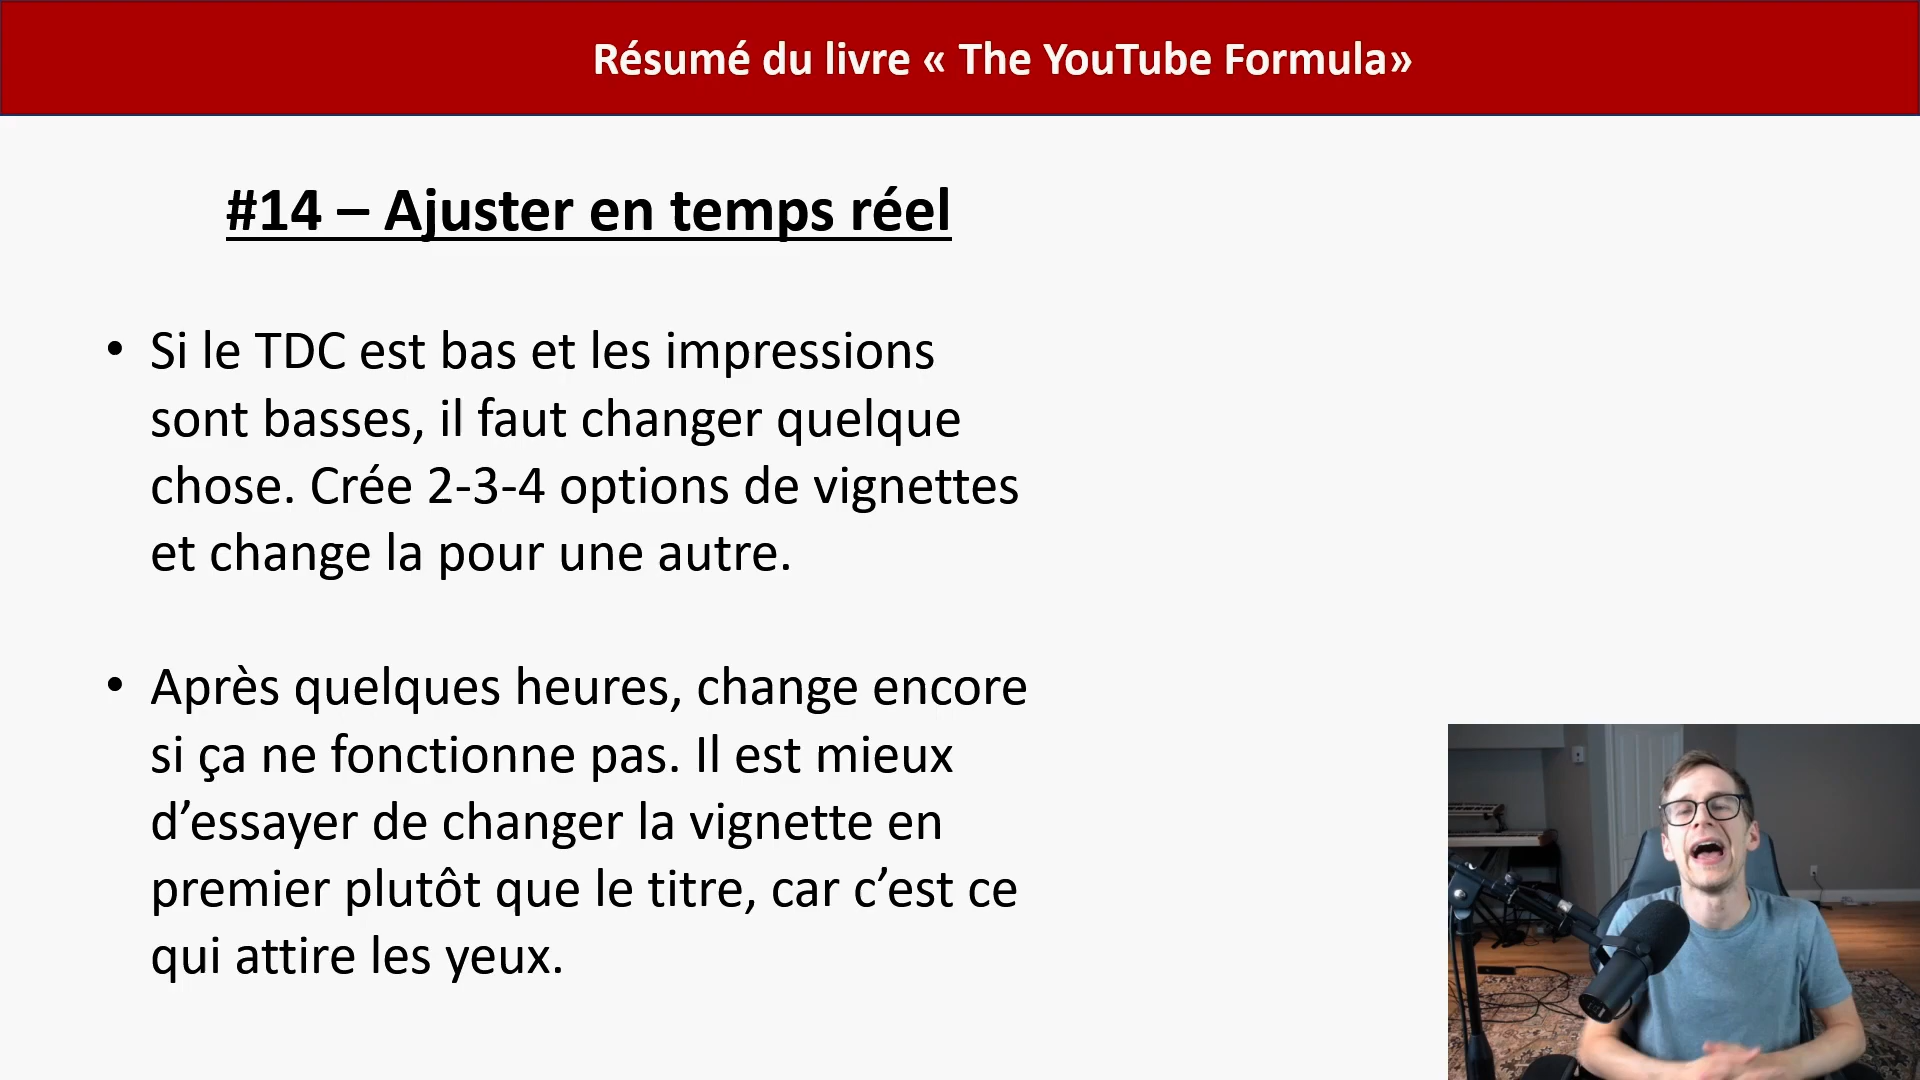 Résumé du livre « The YouTube Formula»
#14 – Ajuster en temps réel
• Si le TDC est bas et les impressions
sont basses, il faut changer quelque
chose. Crée 2-3-4 options de vignettes
et change la pour une autre.
• Après quelques heures, change encore
si ça ne fonctionne pas. Il est mieux
d’essayer de changer la vignette en
premier plutôt que le titre, car c’est ce
qui attire les yeux.